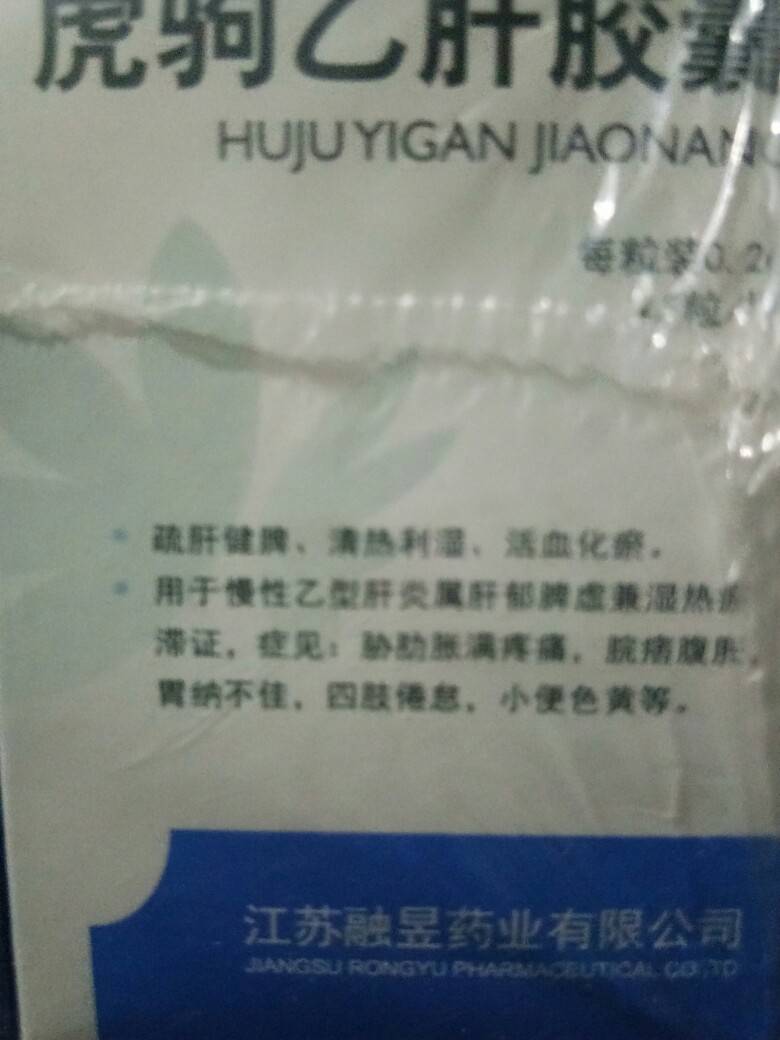 虎驹乙肝胶囊
HUJU YIGAN JIAONANG
每粒装0.2
粒
疏肝健脾、清热利湿、活血化瘀。
用于慢性乙型肝炎属肝郁脾虚兼湿热瘀
滞证，症见：胁肋胀满疼痛，脘痞腹胀，
胃纳不佳，四肢倦怠，小便色黄等。
江苏融昱药业有限公司
JIANGSU RONGYU PHARMACEUTICAL CO.,LTD